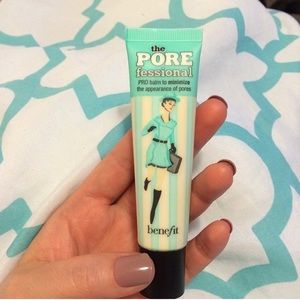 the
PORE
fessional
PRO balm to minimize
the appearance of pores
benefit